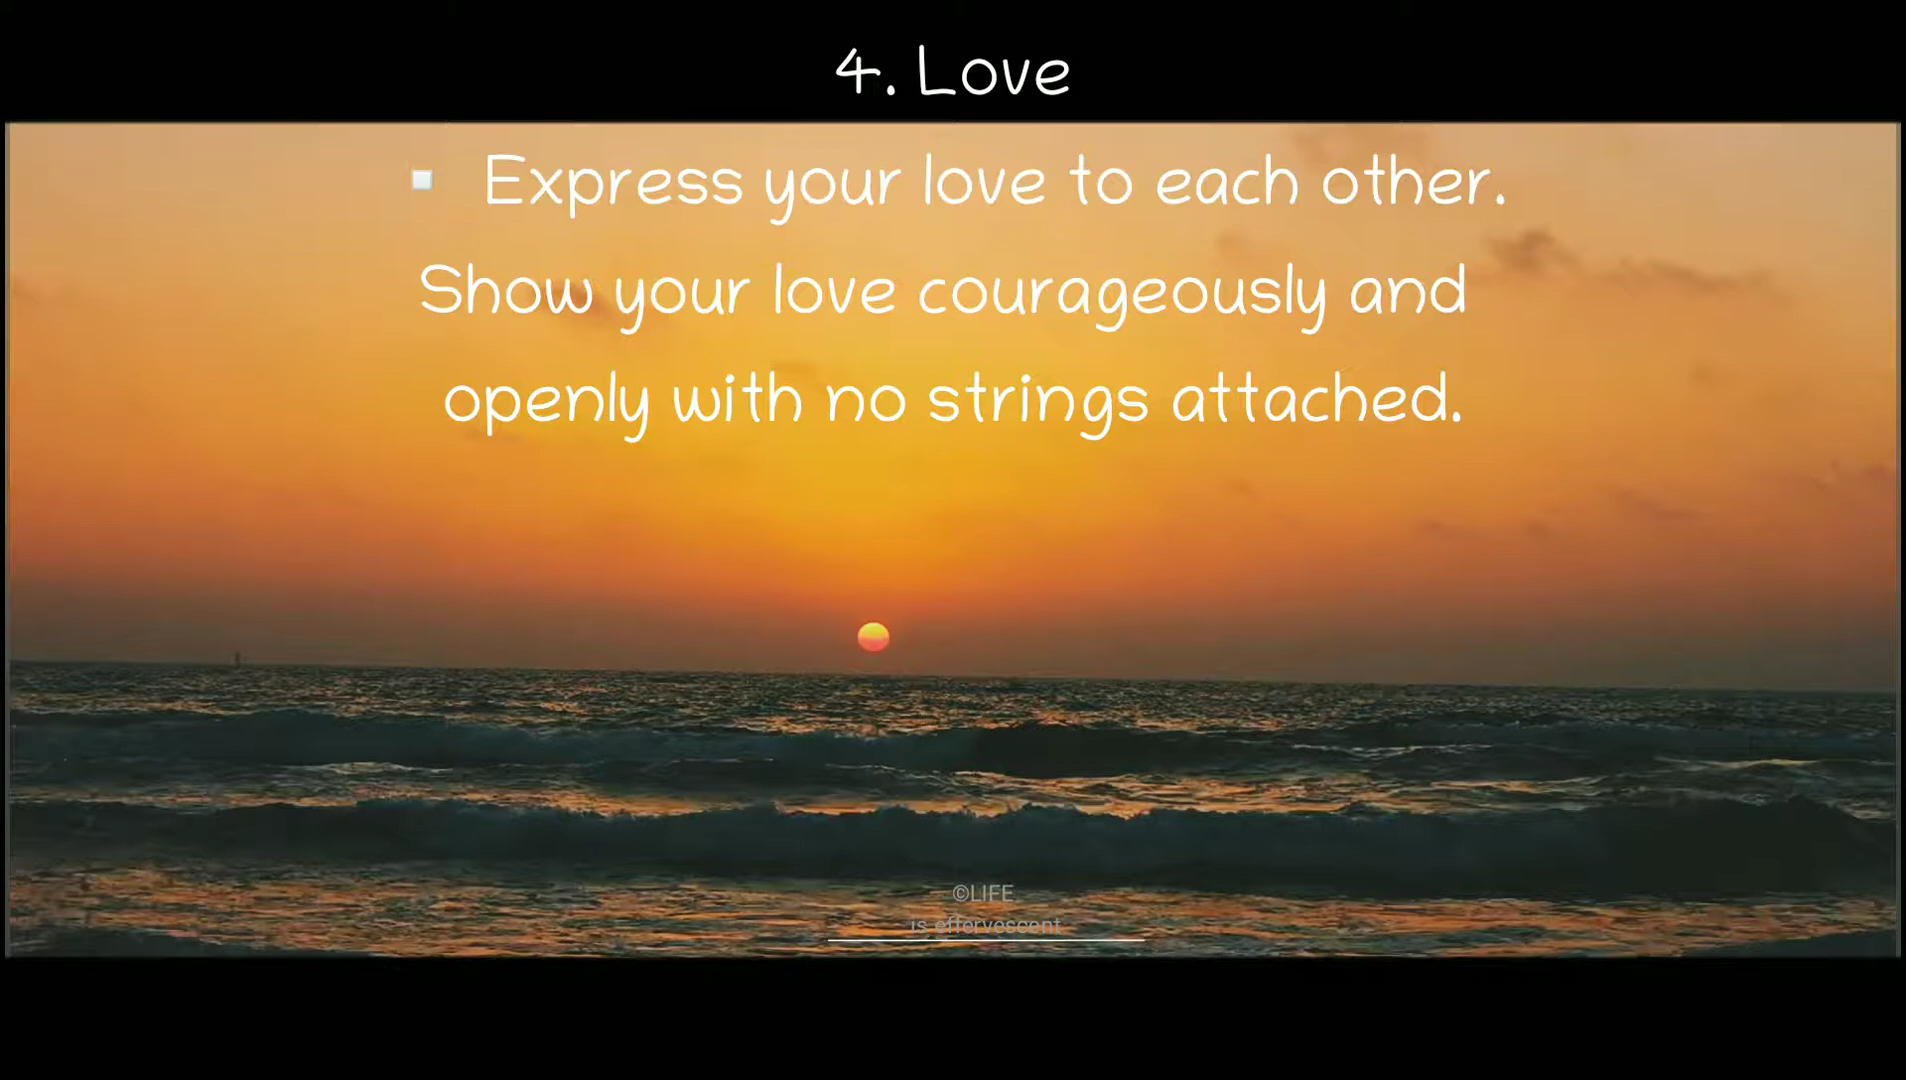 4. Love
▫ Express your love to each other.
Show your love courageously and
openly with no strings attached.
©LIFE
is effervescent